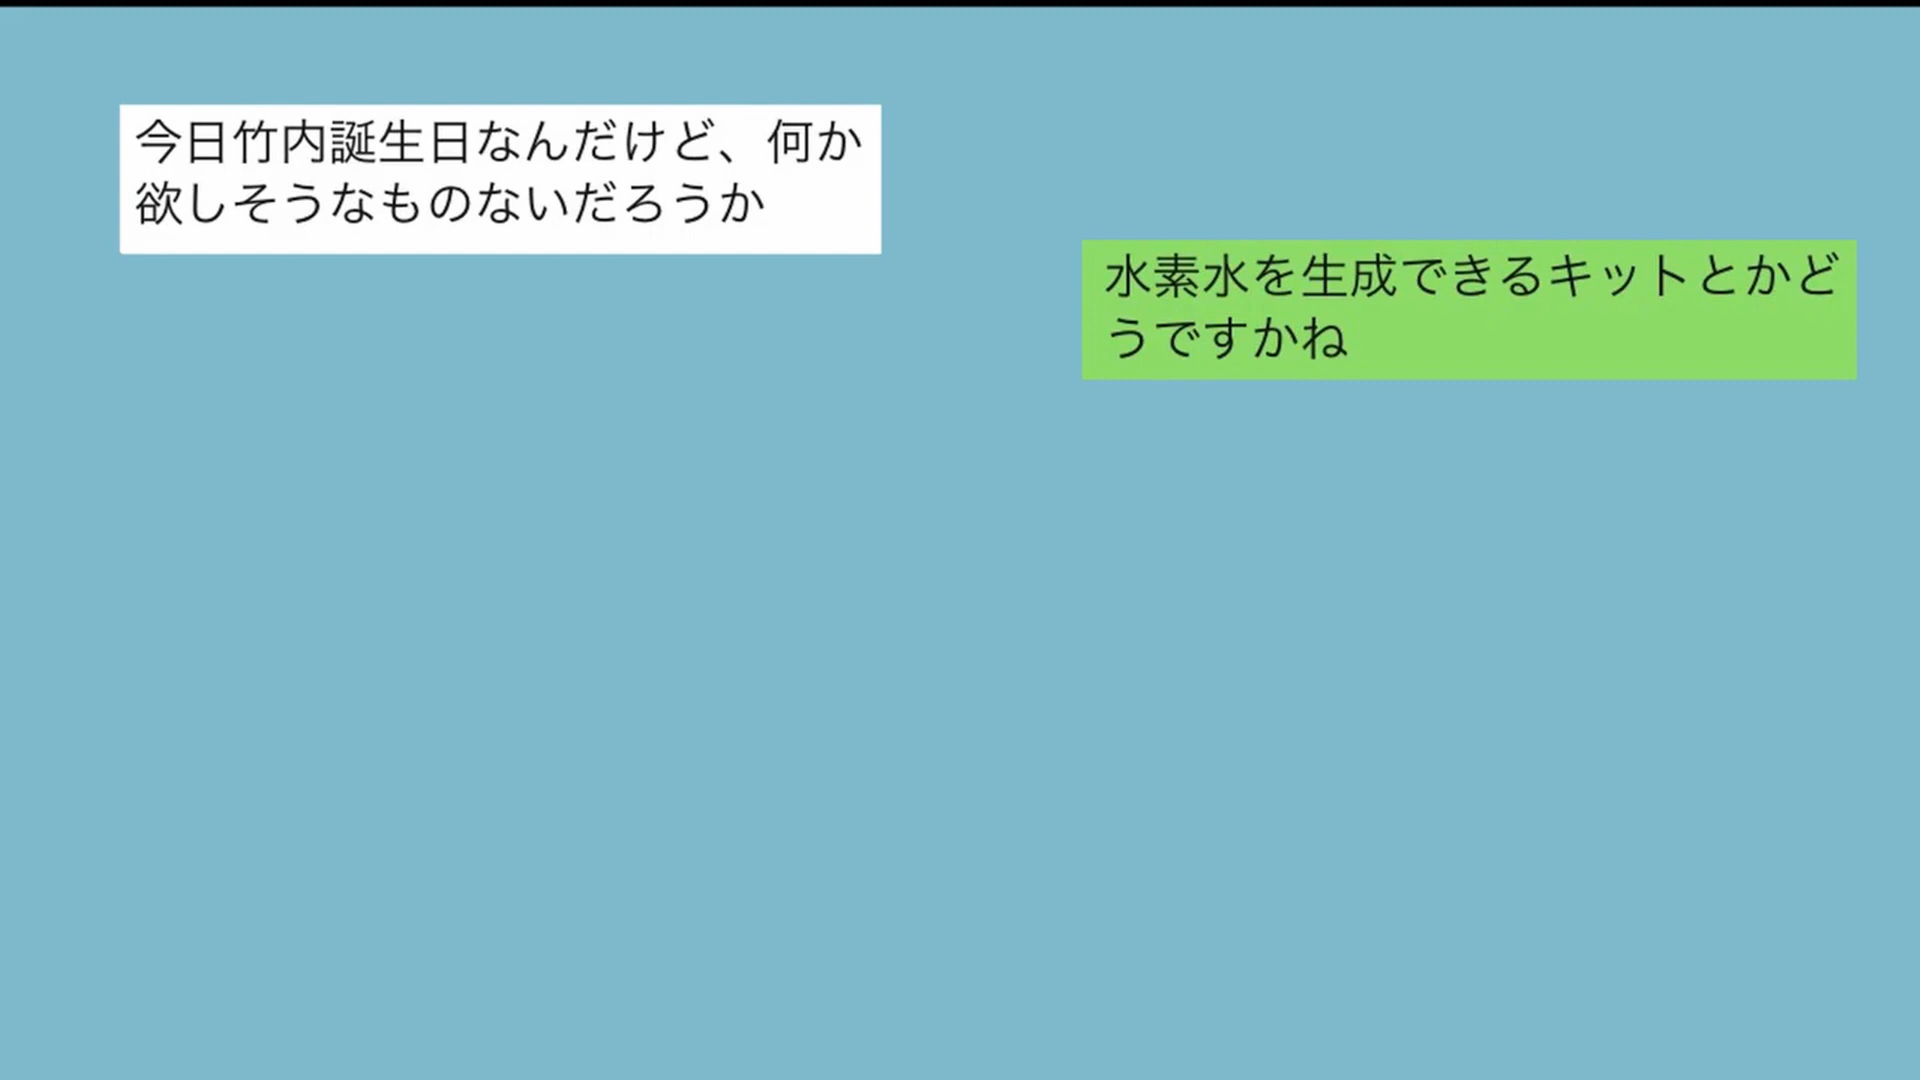 今日竹内誕生日なんだけど、何か
欲しそうなものないだろうか
水素水を生成できるキットとかど
うですかね